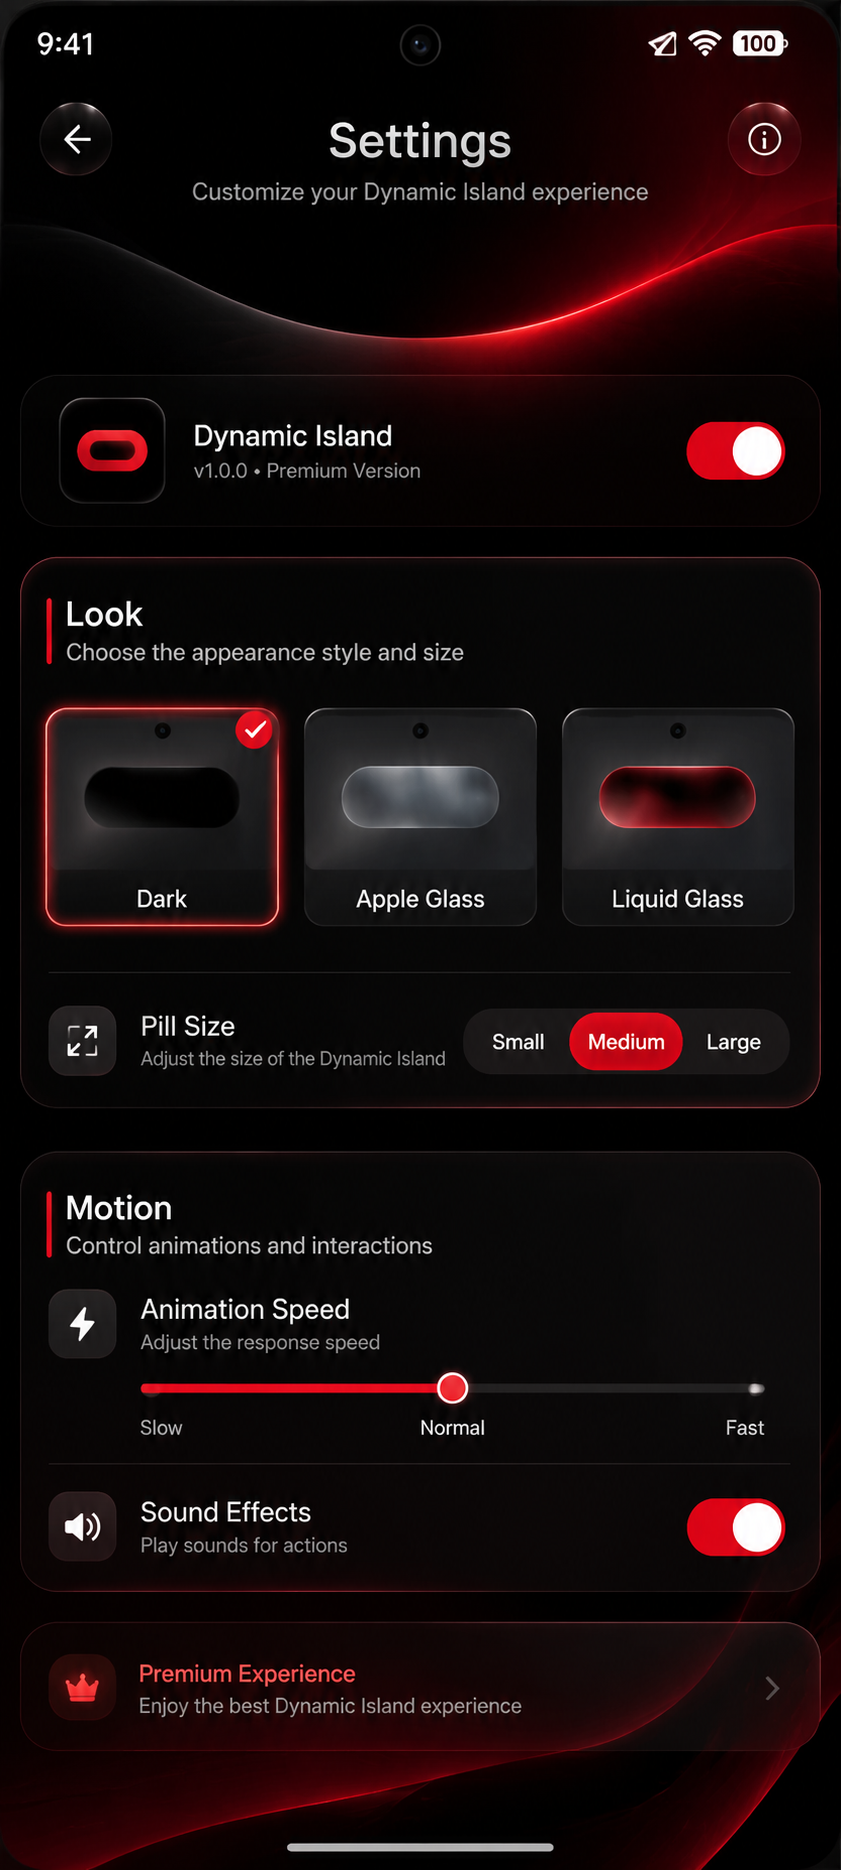 9:41
100
Settings
Customize your Dynamic Island experience
Dynamic Island
v1.0.0 • Premium Version
Look
Choose the appearance style and size
Dark
Apple Glass
Liquid Glass
Pill Size
Adjust the size of the Dynamic Island
Small
Medium
Large
Motion
Control animations and interactions
Animation Speed
Adjust the response speed
Slow
Normal
Fast
Sound Effects
Play sounds for actions
Premium Experience
Enjoy the best Dynamic Island experience